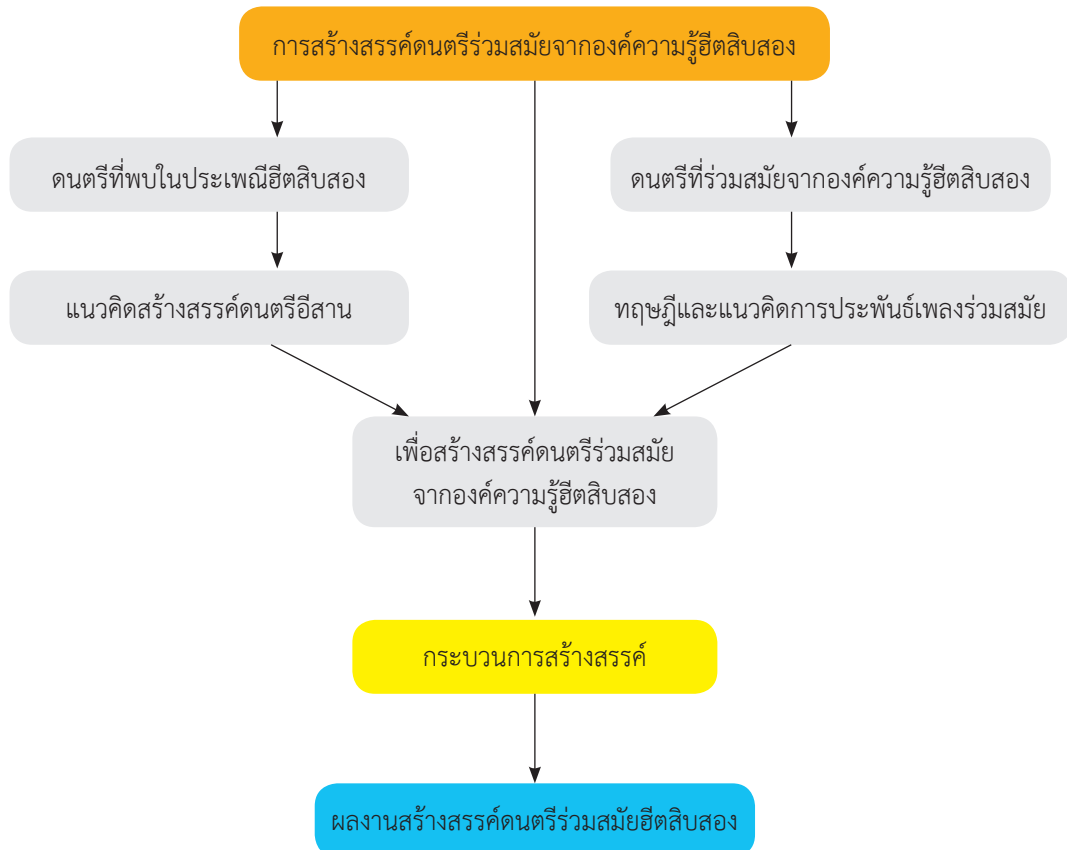 การสร้างสรรค์ดนตรีร่วมสมัยจากองค์ความรู้ฮีตสิบสอง
ดนตรีที่พบในประเพณีฮีตสิบสอง
ดนตรีที่ร่วมสมัยจากองค์ความรู้ฮีตสิบสอง
แนวคิดสร้างสรรค์ดนตรีอีสาน
ทฤษฎีและแนวคิดการประพันธ์เพลงร่วมสมัย
เพื่อสร้างสรรค์ดนตรีร่วมสมัย
จากองค์ความรู้ฮีตสิบสอง
กระบวนการสร้างสรรค์
ผลงานสร้างสรรค์ดนตรีร่วมสมัยฮีตสิบสอง